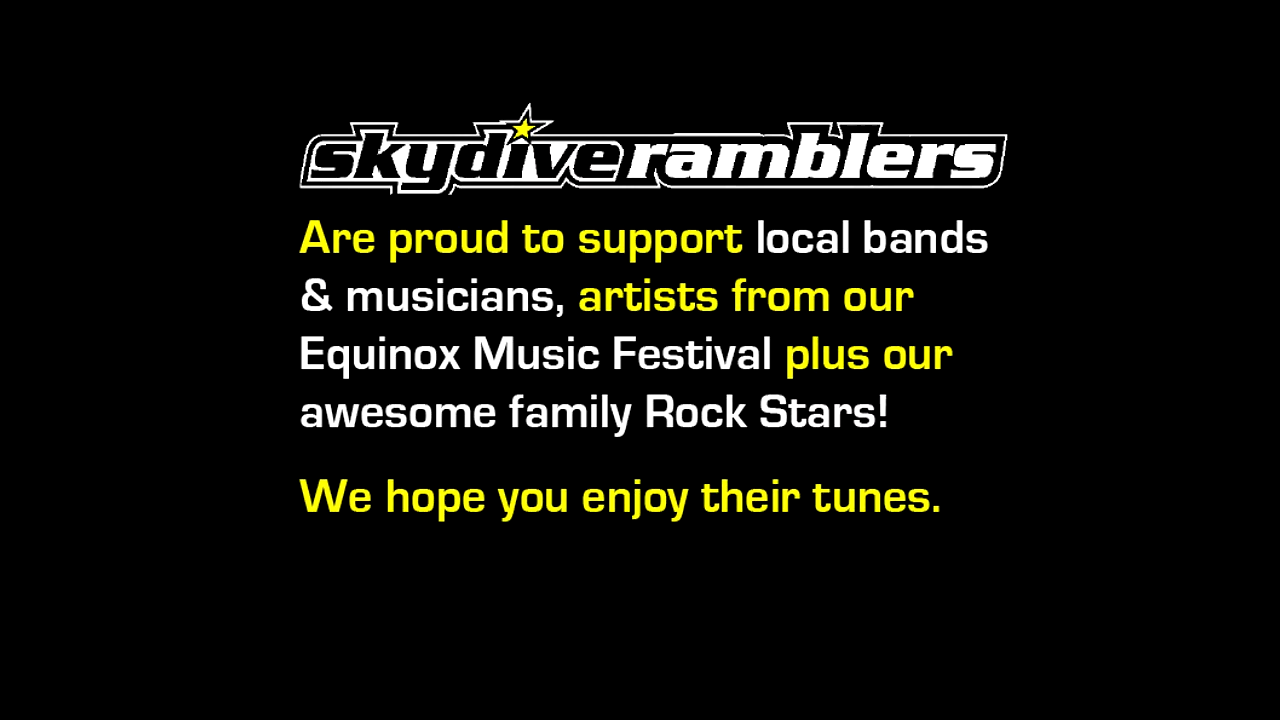 skydiveramblers
Are proud to support local bands
& musicians, artists from our
Equinox Music Festival plus our
awesome family Rock Stars!
We hope you enjoy their tunes.